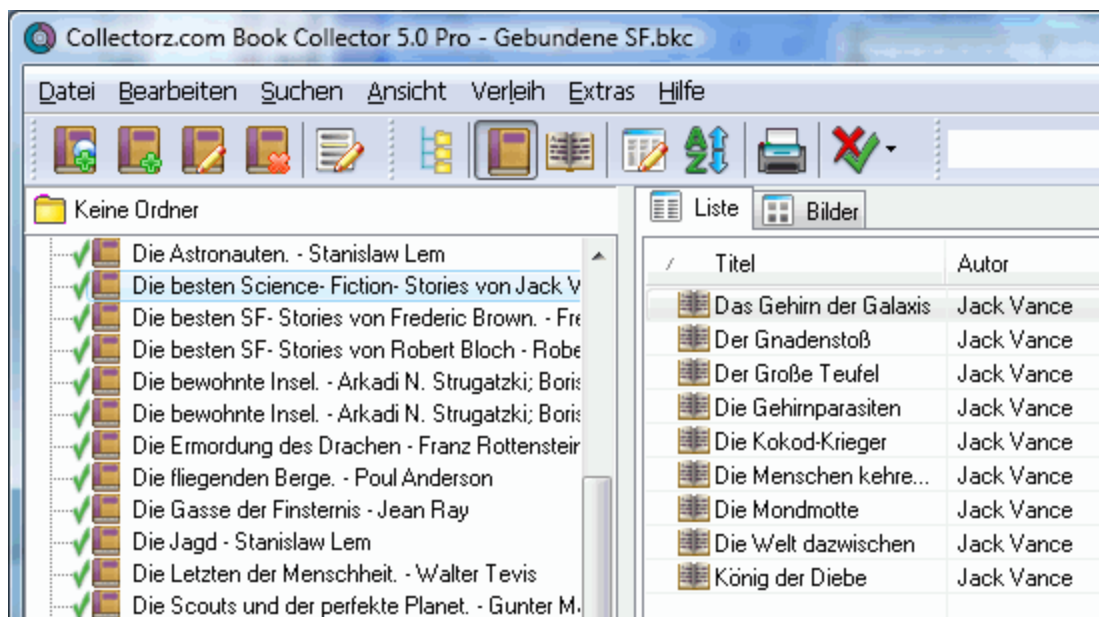 Collectorz.com Book Collector 5.0 Pro - Gebundene SF.bkc
Datei Bearbeiten Suchen Ansicht Verleih Extras Hilfe
Keine Ordner
Die Astronauten. - Stanislaw Lem
Die besten Science- Fiction- Stories von Jack V
Die besten SF- Stories von Frederic Brown. - Fre
Die besten SF- Stories von Robert Bloch - Robe
Die bewohnte Insel. - Arkadi N. Strugatzki; Boris
Die bewohnte Insel. - Arkadi N. Strugatzki; Boris
Die Ermordung des Drachen - Franz Rottenstein
Die fliegenden Berge. - Poul Anderson
Die Gasse der Finsternis - Jean Ray
Die Jagd - Stanislaw Lem
Die Letzten der Menschheit. - Walter Tevis
Die Scouts und der perfekte Planet. - Gunter M.
Liste Bilder
Titel Autor
Das Gehirn der Galaxis Jack Vance
Der Gnadenstoß Jack Vance
Der Große Teufel Jack Vance
Die Gehirnparasiten Jack Vance
Die Kokod-Krieger Jack Vance
Die Menschen kehre... Jack Vance
Die Mondmotte Jack Vance
Die Welt dazwischen Jack Vance
König der Diebe Jack Vance